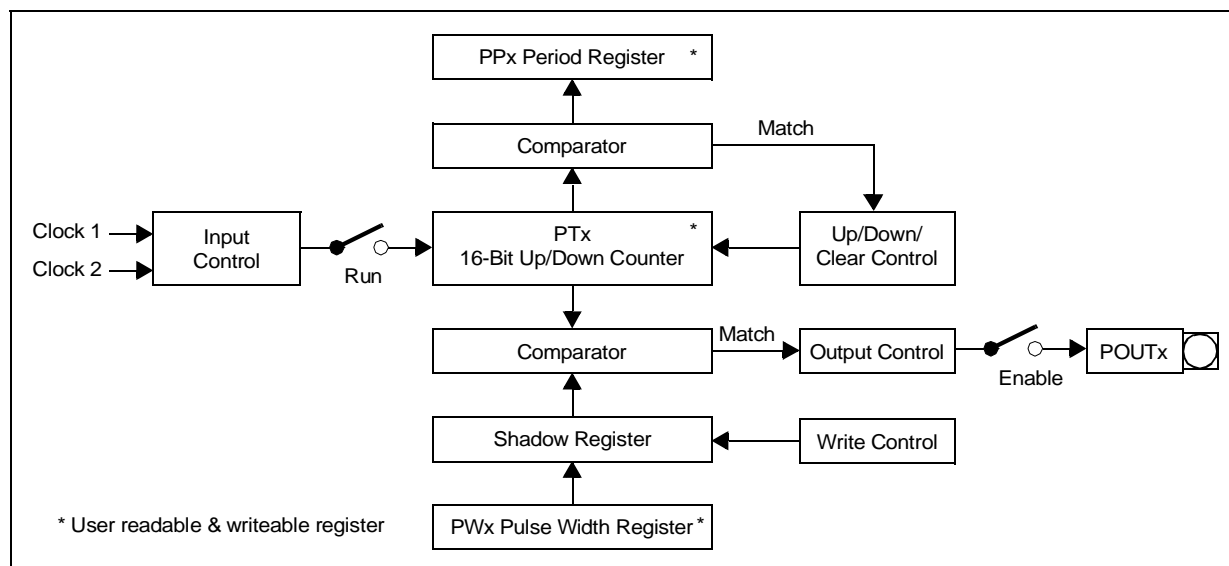 PPx Period Register *
Comparator
Match
Clock 1
Clock 2
Input
Control
Run
PTx *
16-Bit Up/Down Counter
Up/Down/
Clear Control
Comparator
Match
Output Control
Enable
POUTx
Shadow Register
Write Control
* User readable & writeable register
PWx Pulse Width Register *